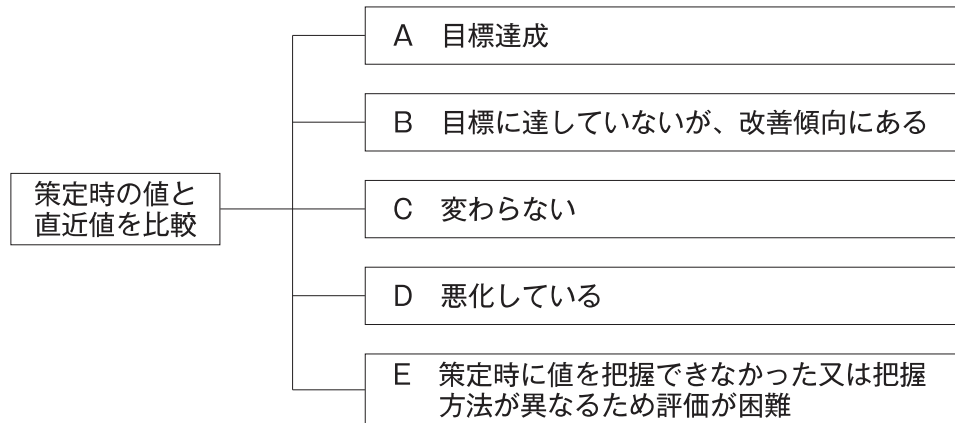 A 目標達成
B 目標に達していないが、改善傾向にある
策定時の値と
直近値を比較
C 変わらない
D 悪化している
E 策定時に値を把握できなかった又は把握
方法が異なるため評価が困難